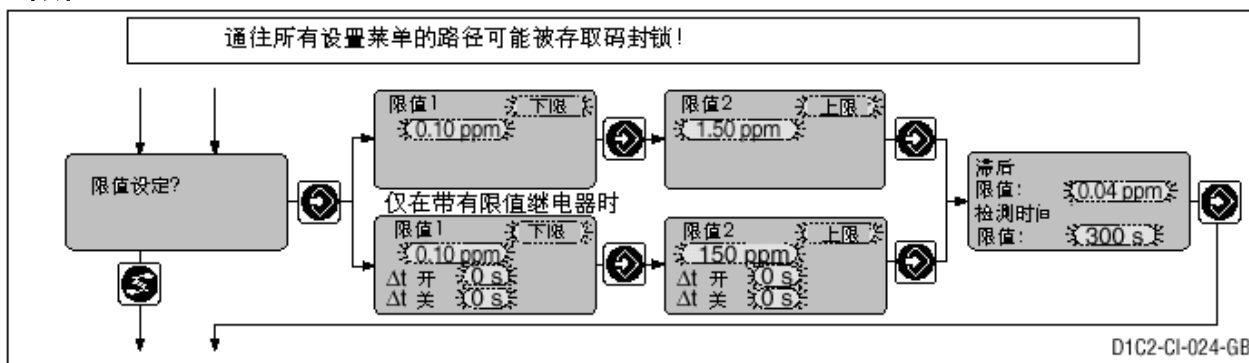 通往所有设置菜单的路径可能被存取码封锁!
限值设定?
限值1 下限
0.10 ppm
限值2 上限
1.50 ppm
仅在带有限值继电器时
限值1 下限
0.10 ppm
Δt 开 0 s
Δt 关 0 s
限值2 上限
150 ppm
Δt 开 0 s
Δt 关 0 s
滞后
限值: 0.04 ppm
检测时间
限值: 300 s
D1C2-CI-024-GB